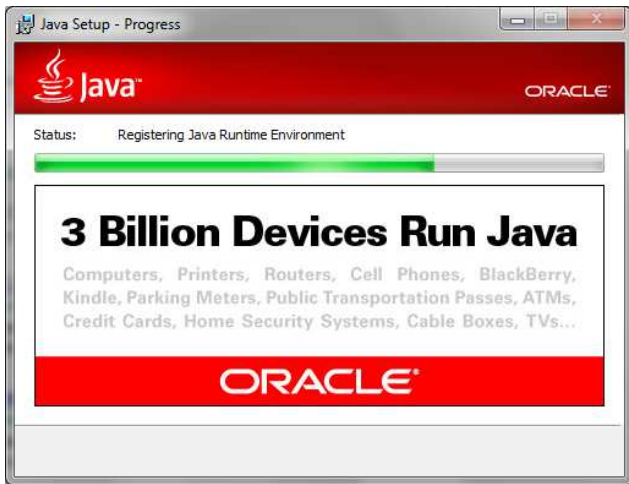 Java Setup - Progress
Java™
ORACLE®
Status: Registering Java Runtime Environment
3 Billion Devices Run Java
Computers, Printers, Routers, Cell Phones, BlackBerry,
Kindle, Parking Meters, Public Transportation Passes, ATMs,
Credit Cards, Home Security Systems, Cable Boxes, TVs...
ORACLE®